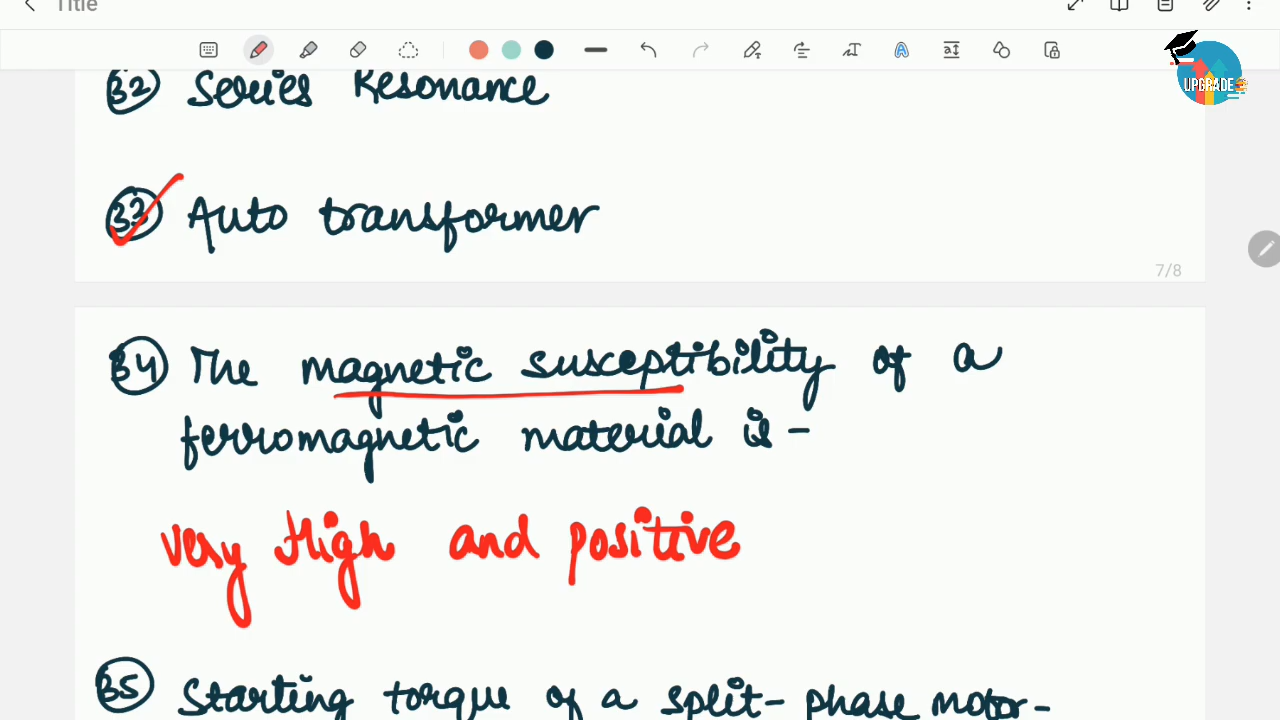 Title
UPGRADE
32 Series Resonance
33 Auto transformer
7/8
34 The magnetic susceptibility of a
ferromagnetic material is -
very High and positive
35 Starting torque of a split-phase motor-